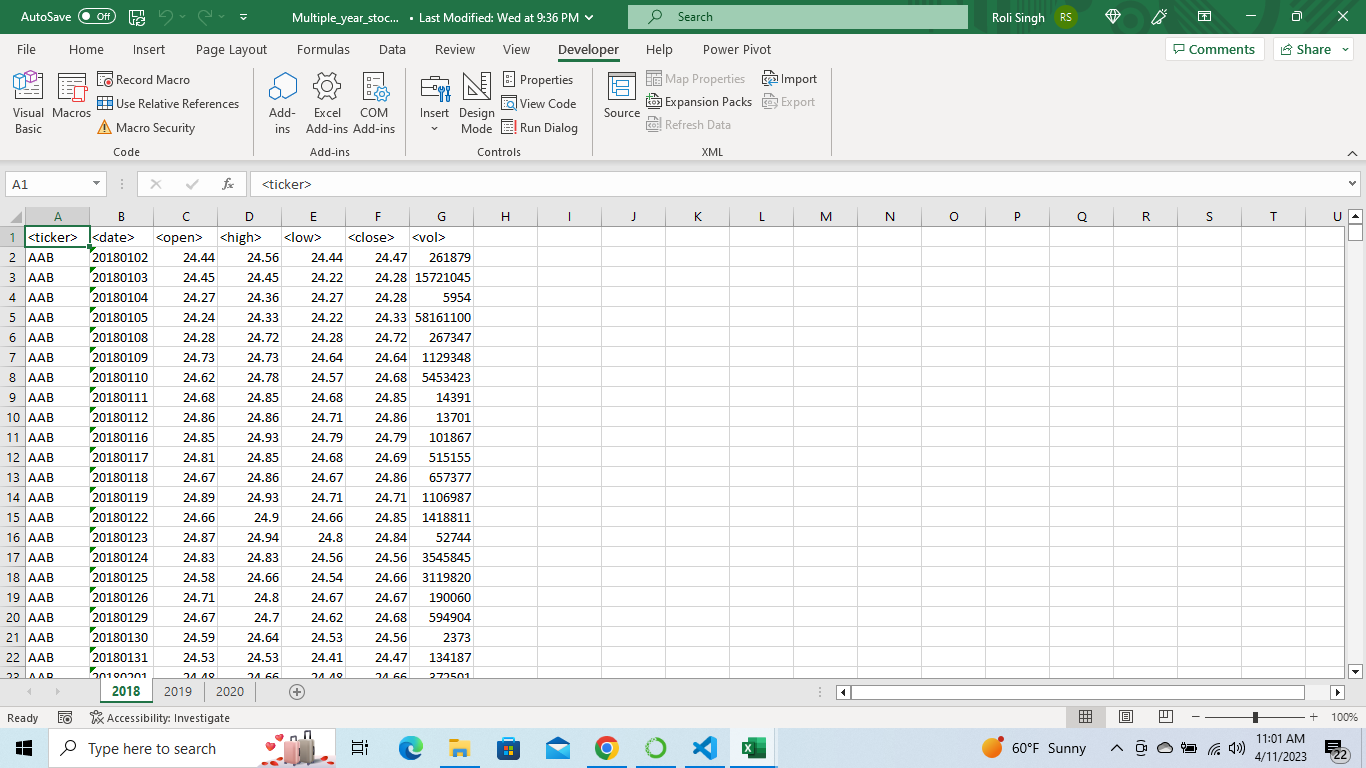 AutoSave Off Multiple_year_stoc... • Last Modified: Wed at 9:36 PM Search Roli Singh RS
File Home Insert Page Layout Formulas Data Review View Developer Help Power Pivot Comments Share
Visual Basic Macros Record Macro Use Relative References Macro Security Add-ins Excel Add-ins COM Add-ins Insert Design Mode Properties View Code Run Dialog Source Map Properties Expansion Packs Refresh Data Import Export
Code Add-ins Controls XML
A1 fx <ticker>
A B C D E F G H I J K L M N O P Q R S T U
1 <ticker> <date> <open> <high> <low> <close> <vol>
2 AAB 20180102 24.44 24.56 24.44 24.47 261879
3 AAB 20180103 24.45 24.45 24.22 24.28 15721045
4 AAB 20180104 24.27 24.36 24.27 24.28 5954
5 AAB 20180105 24.24 24.33 24.22 24.33 58161100
6 AAB 20180108 24.28 24.72 24.28 24.72 267347
7 AAB 20180109 24.73 24.73 24.64 24.64 1129348
8 AAB 20180110 24.62 24.78 24.57 24.68 5453423
9 AAB 20180111 24.68 24.85 24.68 24.85 14391
10 AAB 20180112 24.86 24.86 24.71 24.86 13701
11 AAB 20180116 24.85 24.93 24.79 24.79 101867
12 AAB 20180117 24.81 24.85 24.68 24.69 515155
13 AAB 20180118 24.67 24.86 24.67 24.86 657377
14 AAB 20180119 24.89 24.93 24.71 24.71 1106987
15 AAB 20180122 24.66 24.9 24.66 24.85 1418811
16 AAB 20180123 24.87 24.94 24.8 24.84 52744
17 AAB 20180124 24.83 24.83 24.56 24.56 3545845
18 AAB 20180125 24.58 24.66 24.54 24.66 3119820
19 AAB 20180126 24.71 24.8 24.67 24.67 190060
20 AAB 20180129 24.67 24.7 24.62 24.68 594904
21 AAB 20180130 24.59 24.64 24.53 24.56 2373
22 AAB 20180131 24.53 24.53 24.41 24.47 134187
23 AAB 20180201 24.48 24.66 24.48 24.66 372501
2018 2019 2020
Ready Accessibility: Investigate 100%
Type here to search 60°F Sunny 11:01 AM
4/11/2023 22